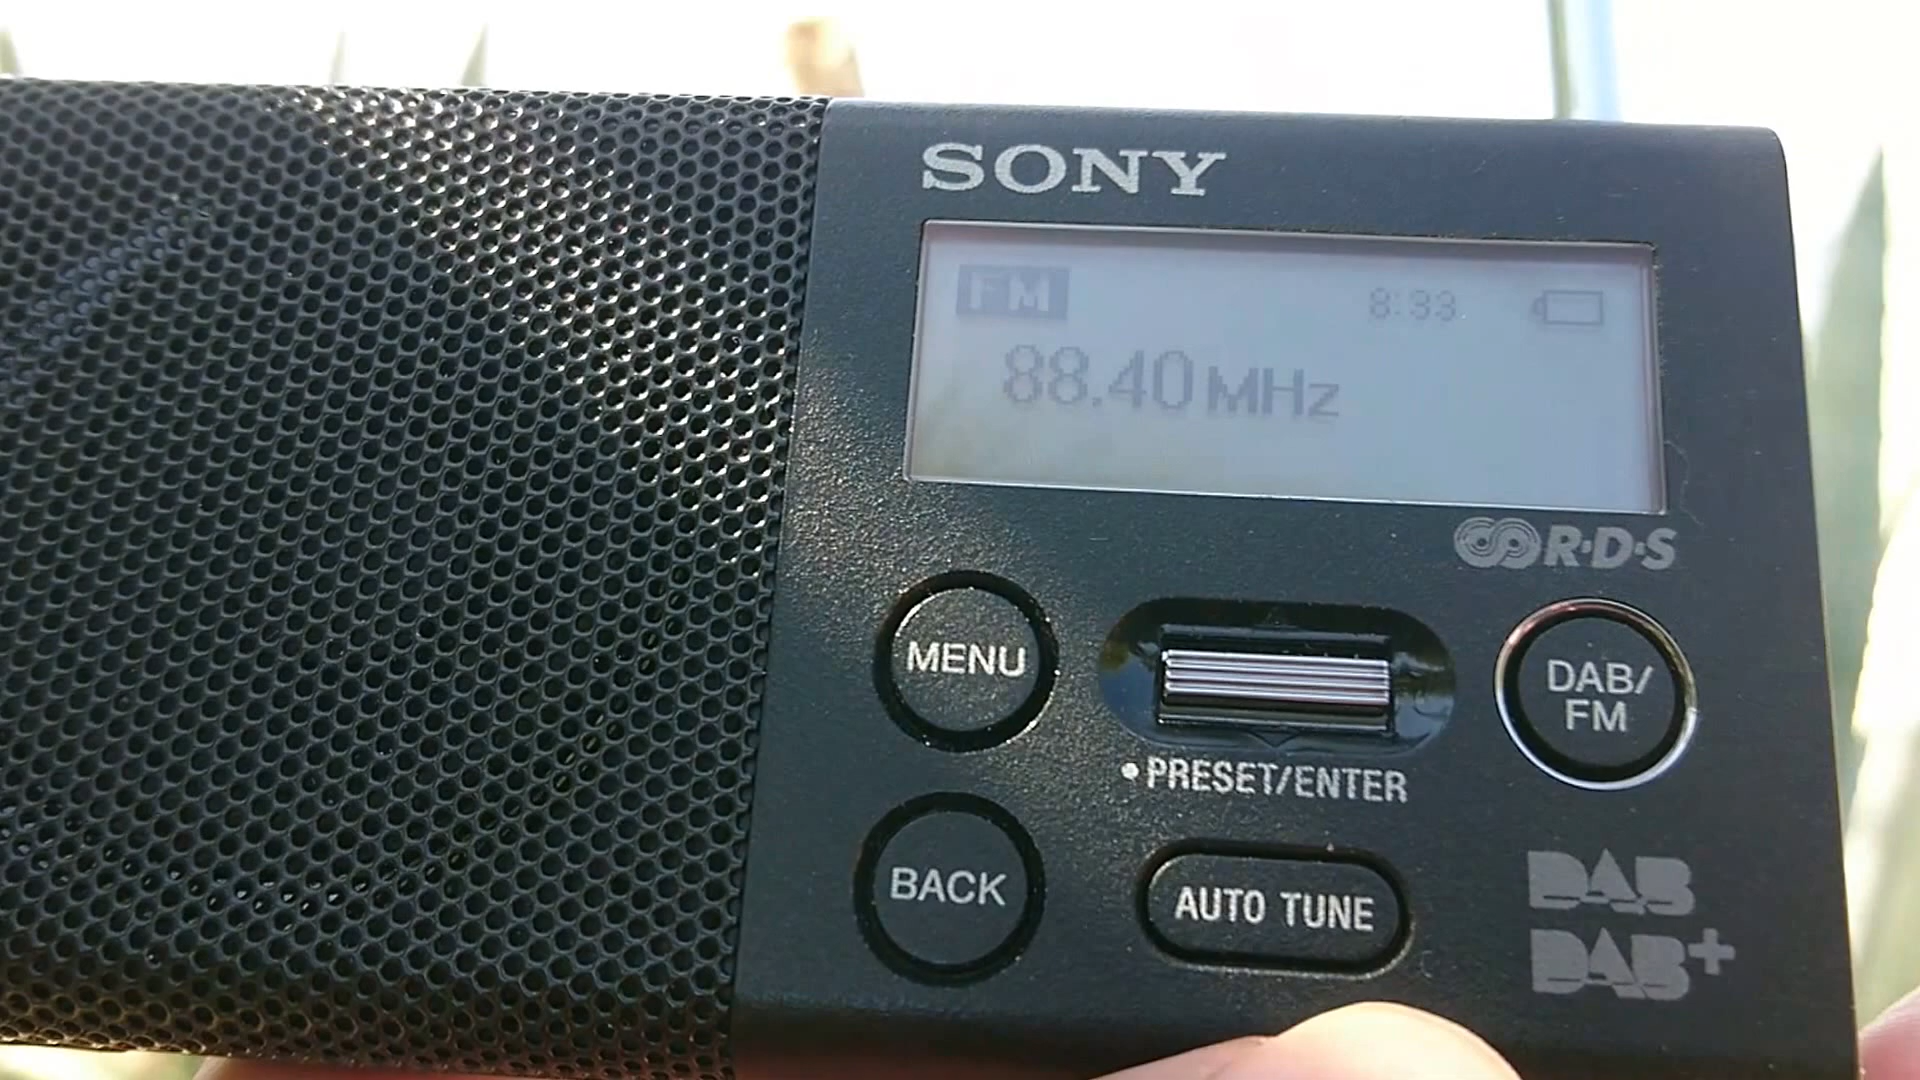 SONY
FM 8:33
88.40 MHz
R·D·S
MENU
DAB/
FM
•PRESET/ENTER
BACK
AUTO TUNE
DAB
DAB+